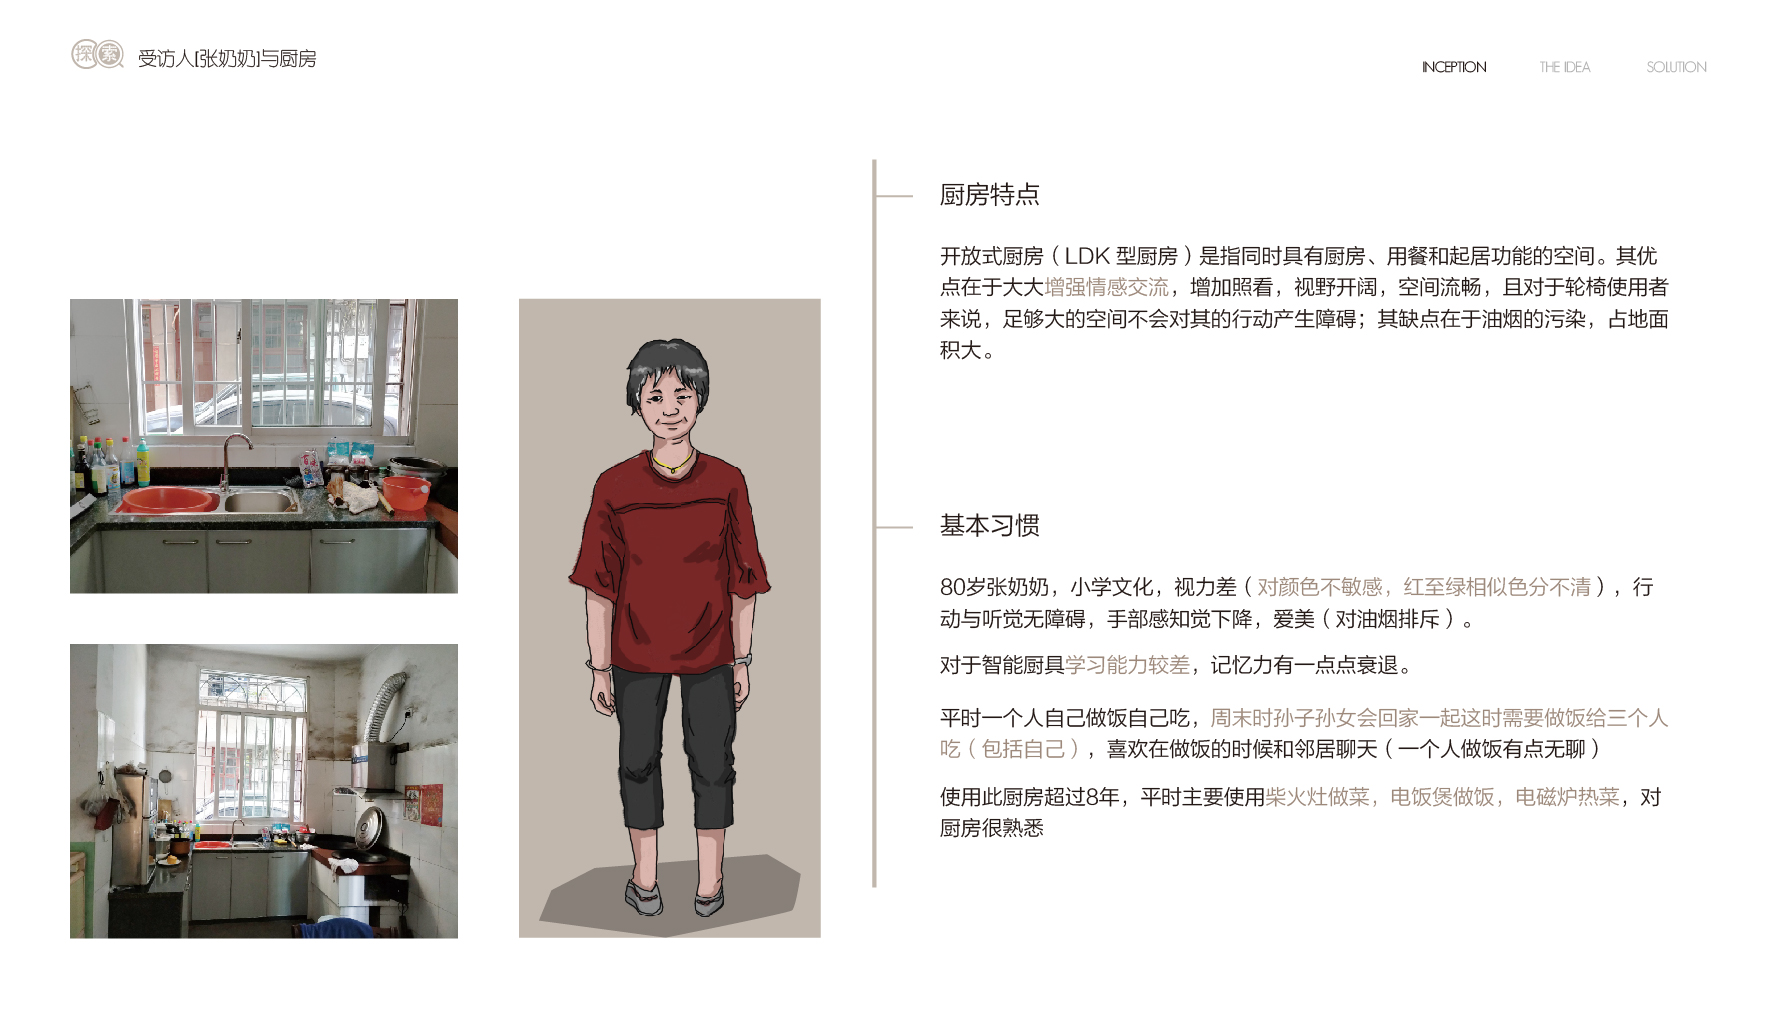 探索 受访人[张奶奶]与厨房
INCEPTION THE IDEA SOLUTION
厨房特点
开放式厨房（LDK 型厨房）是指同时具有厨房、用餐和起居功能的空间。其优
点在于大大增强情感交流，增加照看，视野开阔，空间流畅，且对于轮椅使用者
来说，足够大的空间不会对其的行动产生障碍；其缺点在于油烟的污染，占地面
积大。
基本习惯
80岁张奶奶，小学文化，视力差（对颜色不敏感，红至绿相似色分不清），行
动与听觉无障碍，手部感知觉下降，爱美（对油烟排斥）。
对于智能厨具学习能力较差，记忆力有一点点衰退。
平时一个人自己做饭自己吃，周末时孙子孙女会回家一起这时需要做饭给三个人
吃（包括自己），喜欢在做饭的时候和邻居聊天（一个人做饭有点无聊）
使用此厨房超过8年，平时主要使用柴火灶做菜，电饭煲做饭，电磁炉热菜，对
厨房很熟悉